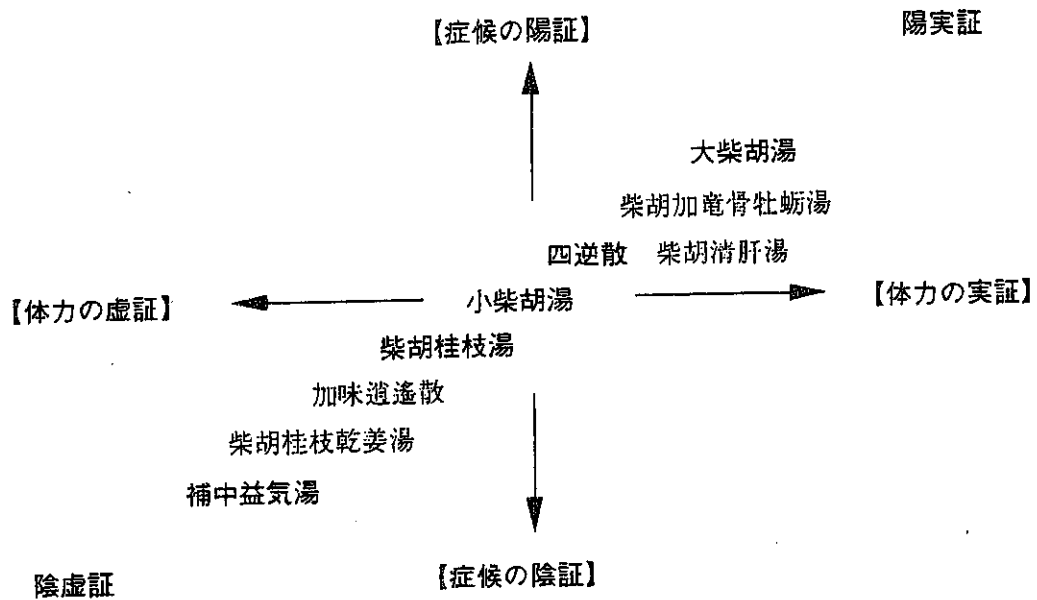 【症候の陽証】 陽実証
大柴胡湯
柴胡加竜骨牡蛎湯
四逆散 柴胡清肝湯
【体力の虚証】 小柴胡湯 【体力の実証】
柴胡桂枝湯
加味逍遙散
柴胡桂枝乾姜湯
補中益気湯
陰虚証 【症候の陰証】